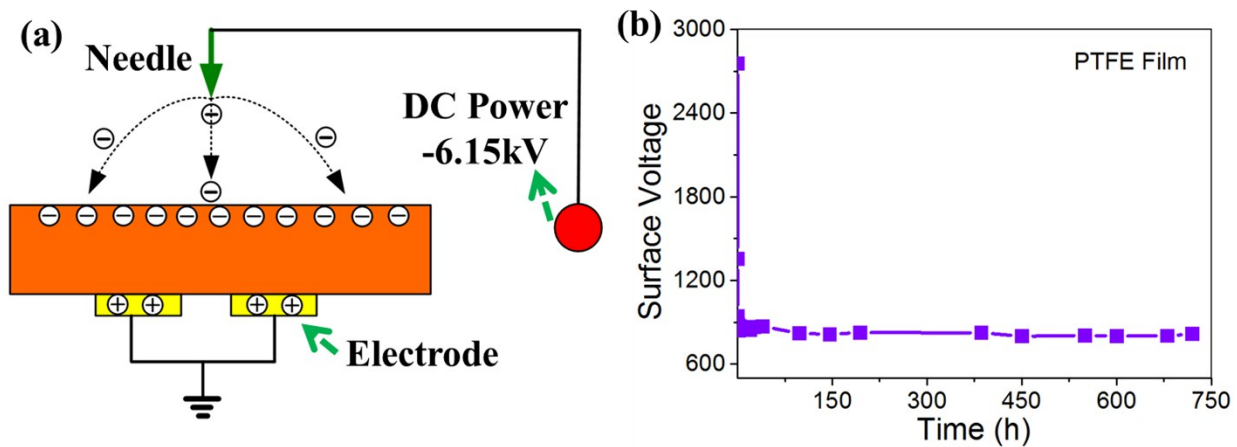 (a)
Needle
DC Power
-6.15kV
Electrode
(b)
PTFE Film
Surface Voltage
3000
2400
1800
1200
600
150
300
450
600
750
Time (h)